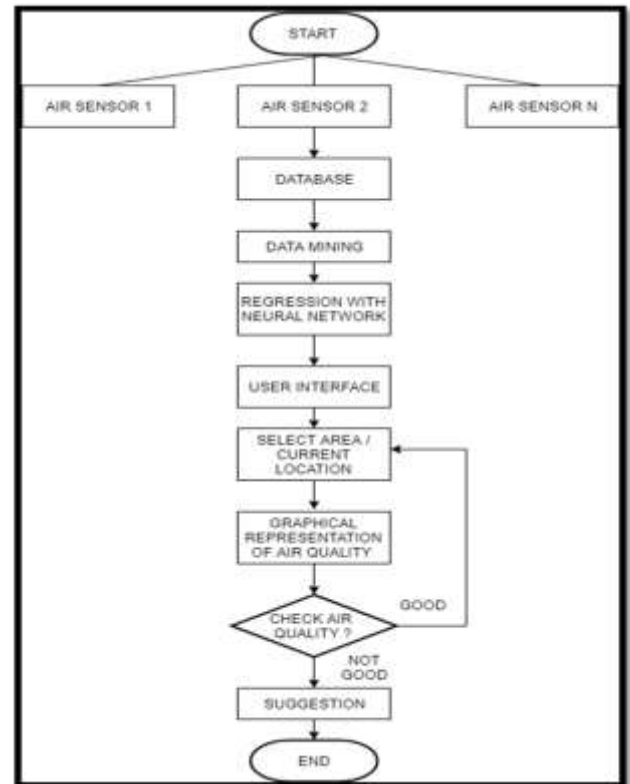 START
AIR SENSOR 1
AIR SENSOR 2
AIR SENSOR N
DATABASE
DATA MINING
REGRESSION WITH
NEURAL NETWORK
USER INTERFACE
SELECT AREA /
CURRENT
LOCATION
GRAPHICAL
REPRESENTATION
OF AIR QUALITY
CHECK AIR
QUALITY ?
GOOD
NOT
GOOD
SUGGESTION
END